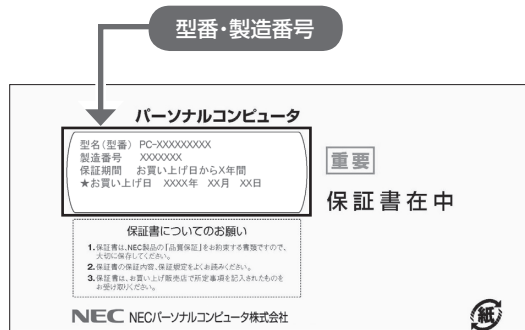 型番・製造番号
パーソナルコンピュータ
型名(型番) PC-XXXXXXXXX
製造番号 XXXXXXX
保証期間 お買い上げ日からX年間
★お買い上げ日 XXXX年 XX月 XX日
重要
保証書在中
保証書についてのお願い
1.保証書は、NEC製品の「品質保証」をお約束する書類ですので、
大切に保存してください。
2.保証書の保証内容、保証規定をよくお読みください。
3.保証書は、お買い上げ販売店で所定事項を記入されたものを
お受け取りください。
NEC NECパーソナルコンピュータ株式会社
紙